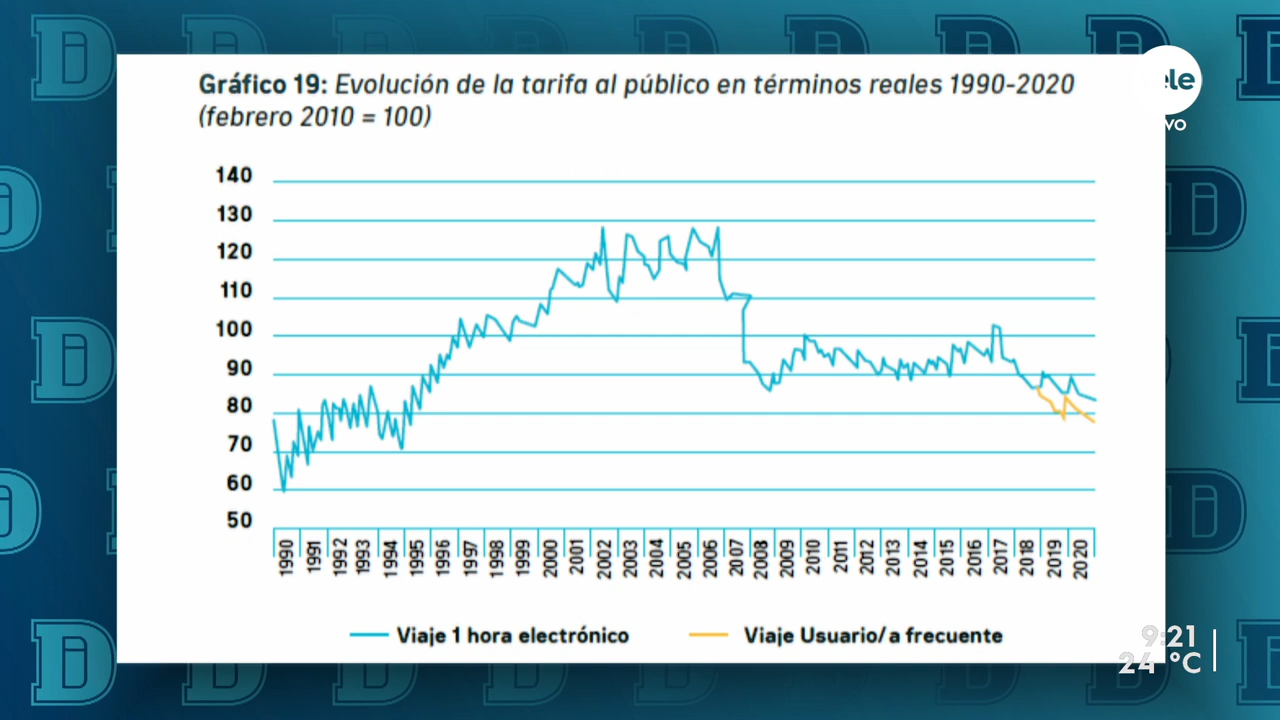 Gráfico 19: Evolución de la tarifa al público en términos reales 1990-2020
(febrero 2010 = 100)
ele
VO
140
130
120
110
100
90
80
70
60
50
1990 1991 1992 1993 1994 1995 1996 1997 1998 1999 2000 2001 2002 2003 2004 2005 2006 2007 2008 2009 2010 2011 2012 2013 2014 2015 2016 2017 2018 2019 2020
Viaje 1 hora electrónico Viaje Usuario/a frecuente
9:21
24 °C